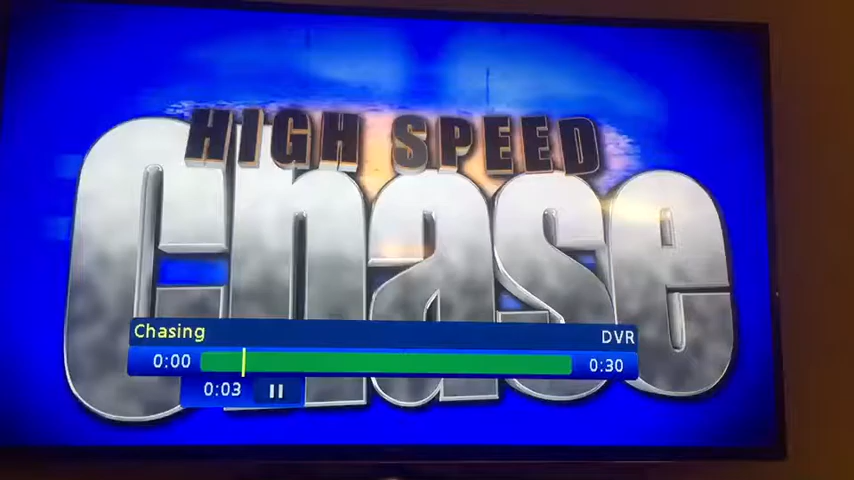 HIGH SPEED
Chase
Chasing DVR
0:00 0:30
0:03